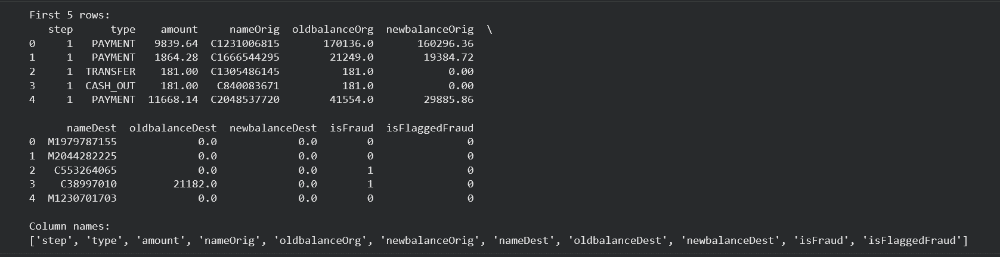 First 5 rows:
   step      type    amount     nameOrig  oldbalanceOrg  newbalanceOrig  \
0     1   PAYMENT   9839.64  C1231006815       170136.0       160296.36
1     1   PAYMENT   1864.28  C1666544295        21249.0        19384.72
2     1  TRANSFER    181.00  C1305486145          181.0            0.00
3     1  CASH_OUT    181.00   C840083671          181.0            0.00
4     1   PAYMENT  11668.14  C2048537720        41554.0        29885.86

      nameDest  oldbalanceDest  newbalanceDest  isFraud  isFlaggedFraud
0  M1979787155             0.0             0.0        0               0
1  M2044282225             0.0             0.0        0               0
2   C553264065             0.0             0.0        1               0
3    C38997010         21182.0             0.0        1               0
4  M1230701703             0.0             0.0        0               0

Column names:
['step', 'type', 'amount', 'nameOrig', 'oldbalanceOrg', 'newbalanceOrig', 'nameDest', 'oldbalanceDest', 'newbalanceDest', 'isFraud', 'isFlaggedFraud']